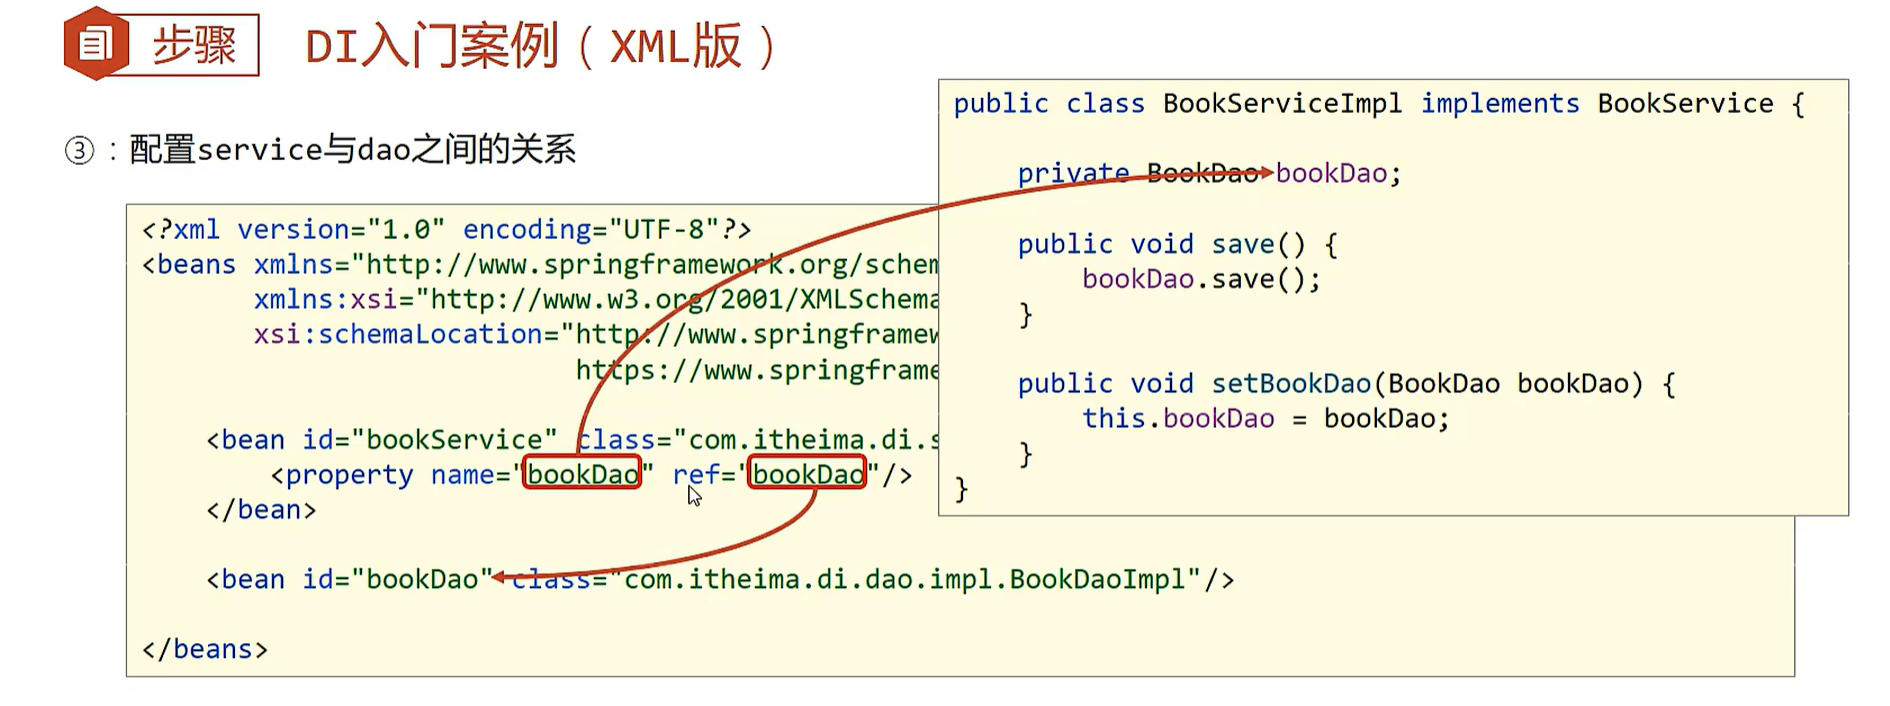 步骤
DI入门案例（XML版）
③：配置service与dao之间的关系
<?xml version="1.0" encoding="UTF-8"?>
<beans xmlns="http://www.springframework.org/schem
xmlns:xsi="http://www.w3.org/2001/XMLSchema
xsi:schemaLocation="http://www.springframew
https://www.springframe
<bean id="bookService" class="com.itheima.di.s
<property name="bookDao" ref="bookDao"/>
</bean>
<bean id="bookDao" class="com.itheima.di.dao.impl.BookDaoImpl"/>
</beans>
public class BookServiceImpl implements BookService {
private BookDao bookDao;
public void save() {
bookDao.save();
}
public void setBookDao(BookDao bookDao) {
this.bookDao = bookDao;
}
}